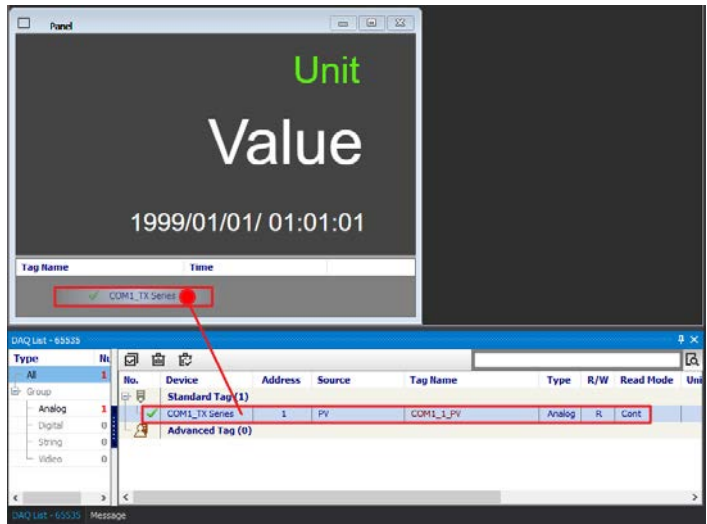 Panel
Unit
Value
1999/01/01/ 01:01:01
Tag Name Time
COM1_TX Series
DAQ List - 65535
Type Nu
No. Device Address Source Tag Name Type R/W Read Mode Uni
All 1
Standard Tag (1)
Group
COM1_TX Series 1 PV COM1_1_PV Analog R Cont
Analog 1
Advanced Tag (0)
Digital 0
String 0
Video 0
DAQ List - 65535 Message